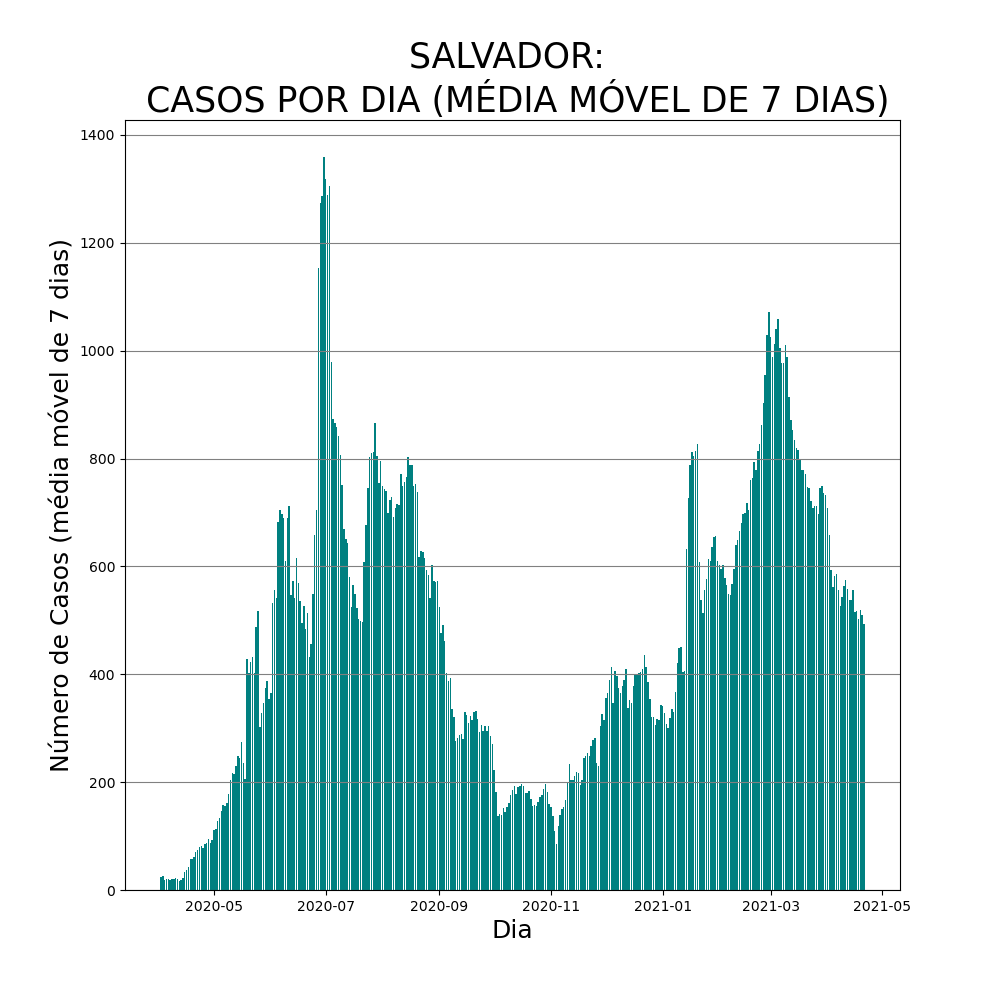 SALVADOR:
CASOS POR DIA (MÉDIA MÓVEL DE 7 DIAS)
Número de Casos (média móvel de 7 dias)
1400
1200
1000
800
600
400
200
0
2020-05 2020-07 2020-09 2020-11 2021-01 2021-03 2021-05
Dia